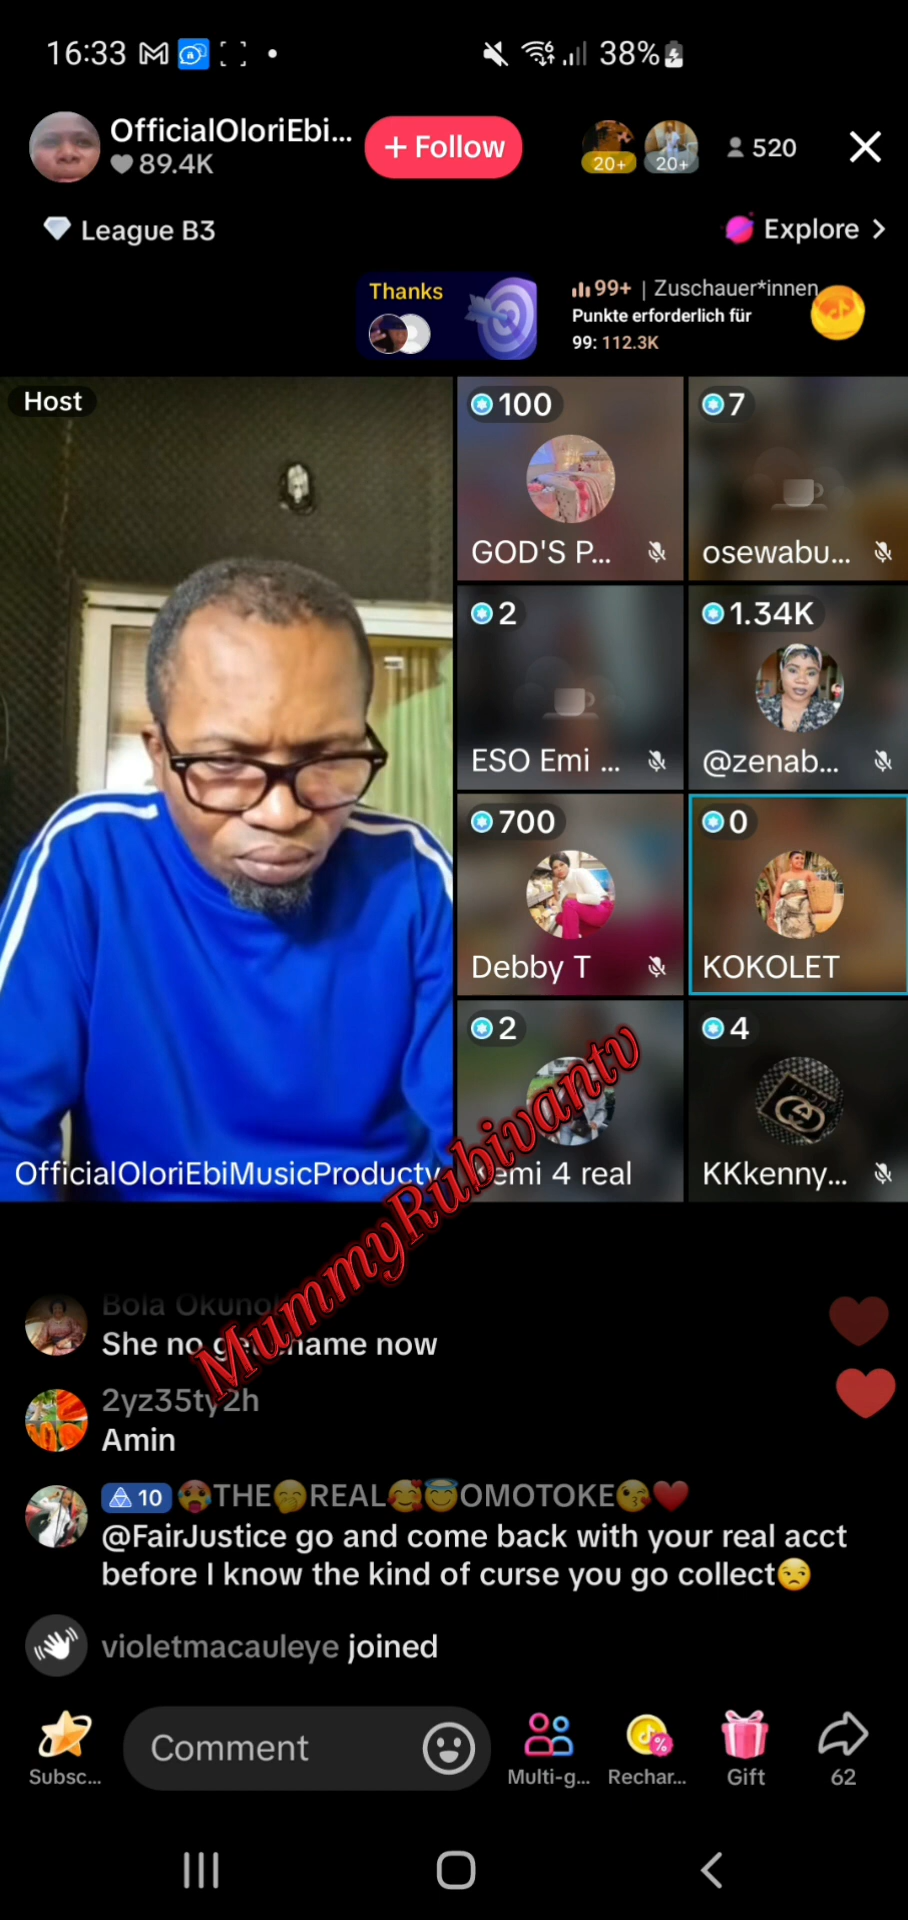 16:33
38%
OfficialOloriEbi...
89.4K
+ Follow
20+
20+
520
League B3
Explore >
Thanks
99+ | Zuschauer*innen
Punkte erforderlich für
99: 112.3K
Host
100
GOD'S P...
7
osewabu...
2
ESO Emi ...
1.34K
@zenab...
700
Debby T
0
KOKOLET
2
emi 4 real
4
KKkenny...
OfficialOloriEbiMusicProductv
MummyRubivantv
Bola
She no get shame now
2yz35ty2h
Amin
10 🥵THE🤭REAL🥰😇OMOTOKE😘❤️
@FairJustice go and come back with your real acct
before I know the kind of curse you go collect😒
violetmacauleye joined
Subsc...
Comment
Multi-g...
Rechar...
Gift
62